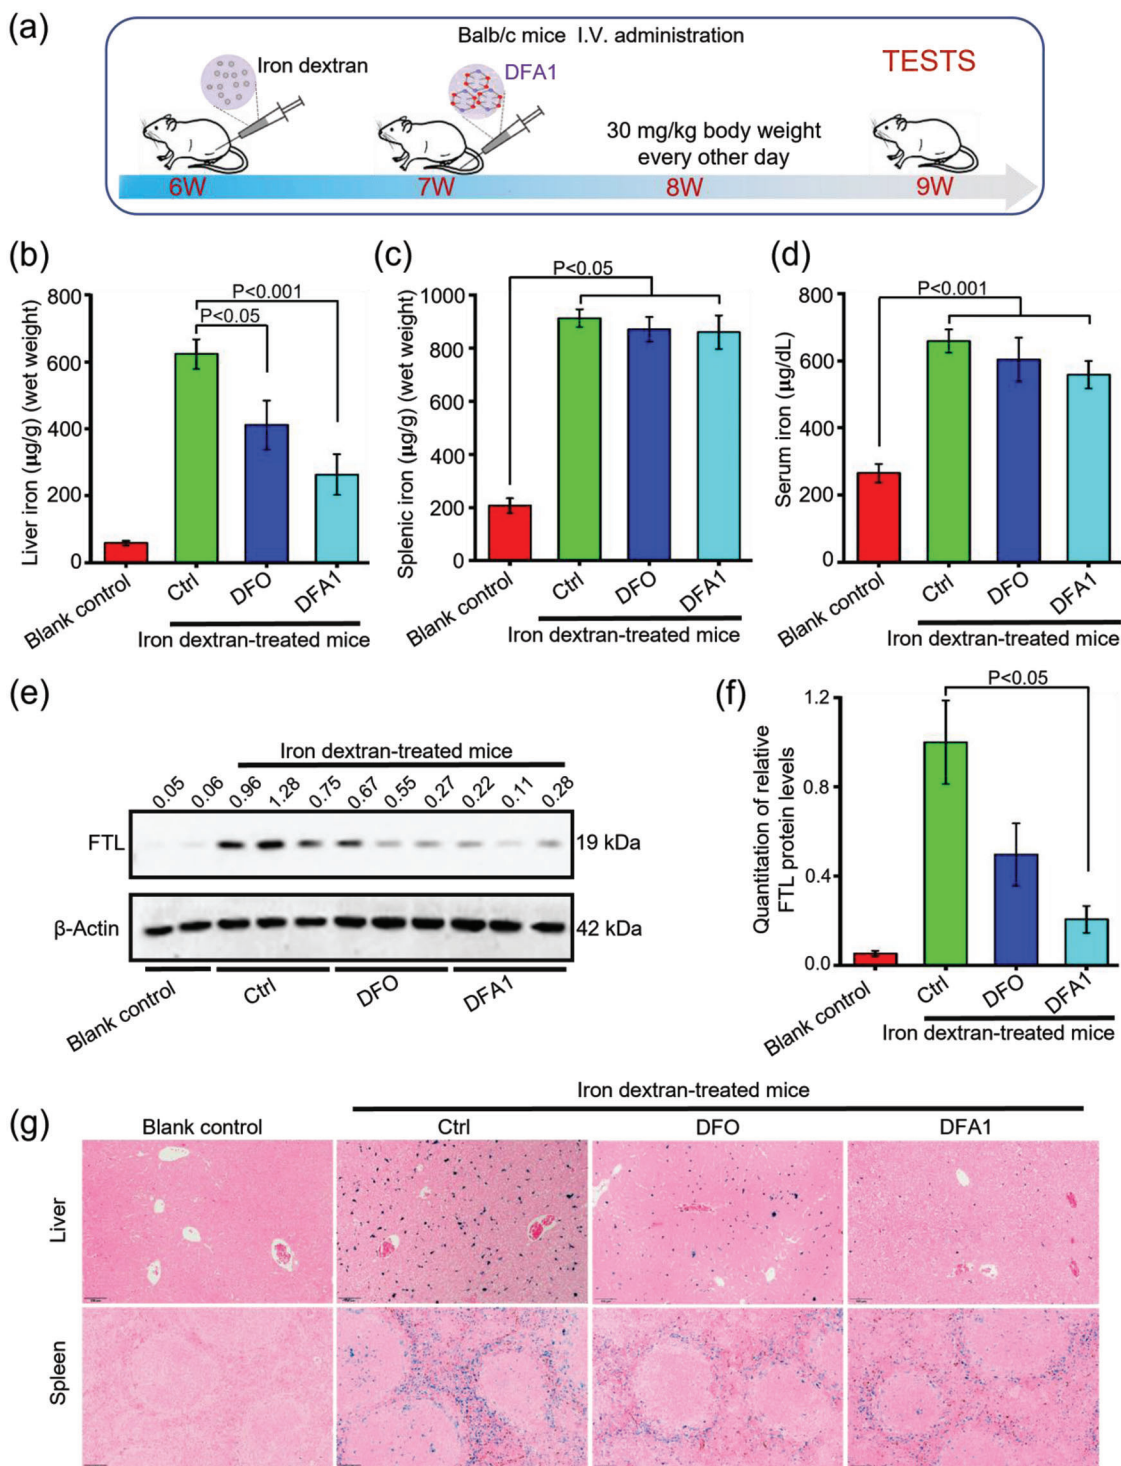 (a)
Balb/c mice I.V. administration
Iron dextran
DFA1
TESTS
30 mg/kg body weight
every other day
6W
7W
8W
9W
(b)
Liver iron (μg/g) (wet weight)
800
600
400
200
0
P<0.001
P<0.05
Blank control
Ctrl
DFO
DFA1
Iron dextran-treated mice
(c)
Splenic iron (μg/g) (wet weight)
1000
800
600
400
200
0
P<0.05
Blank control
Ctrl
DFO
DFA1
Iron dextran-treated mice
(d)
Serum iron (μg/dL)
800
600
400
200
0
P<0.001
Blank control
Ctrl
DFO
DFA1
Iron dextran-treated mice
(e)
Iron dextran-treated mice
0.05 0.06 0.96 1.28 0.75 0.67 0.55 0.27 0.22 0.11 0.28
FTL
19 kDa
β-Actin
42 kDa
Blank control
Ctrl
DFO
DFA1
(f)
Quantitation of relative
FTL protein levels
1.2
0.8
0.4
0.0
P<0.05
Blank control
Ctrl
DFO
DFA1
Iron dextran-treated mice
(g)
Iron dextran-treated mice
Blank control
Ctrl
DFO
DFA1
Liver
Spleen